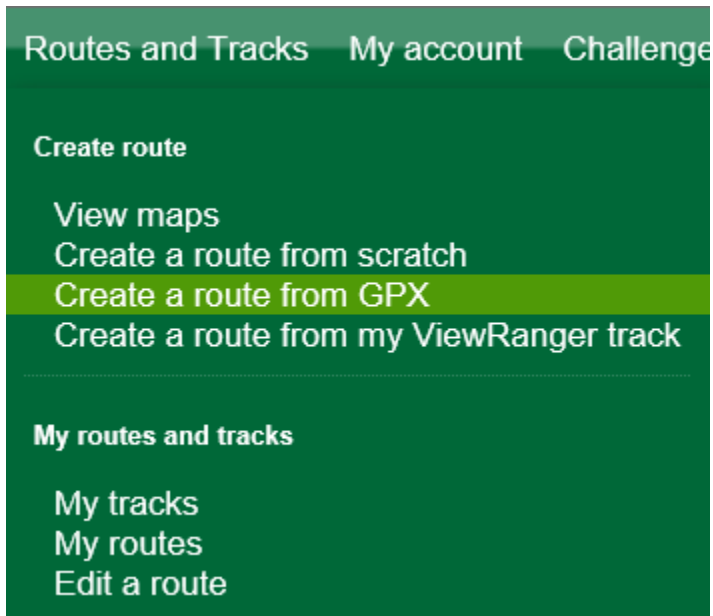 Routes and Tracks My account Challenge
Create route
View maps
Create a route from scratch
Create a route from GPX
Create a route from my ViewRanger track
My routes and tracks
My tracks
My routes
Edit a route